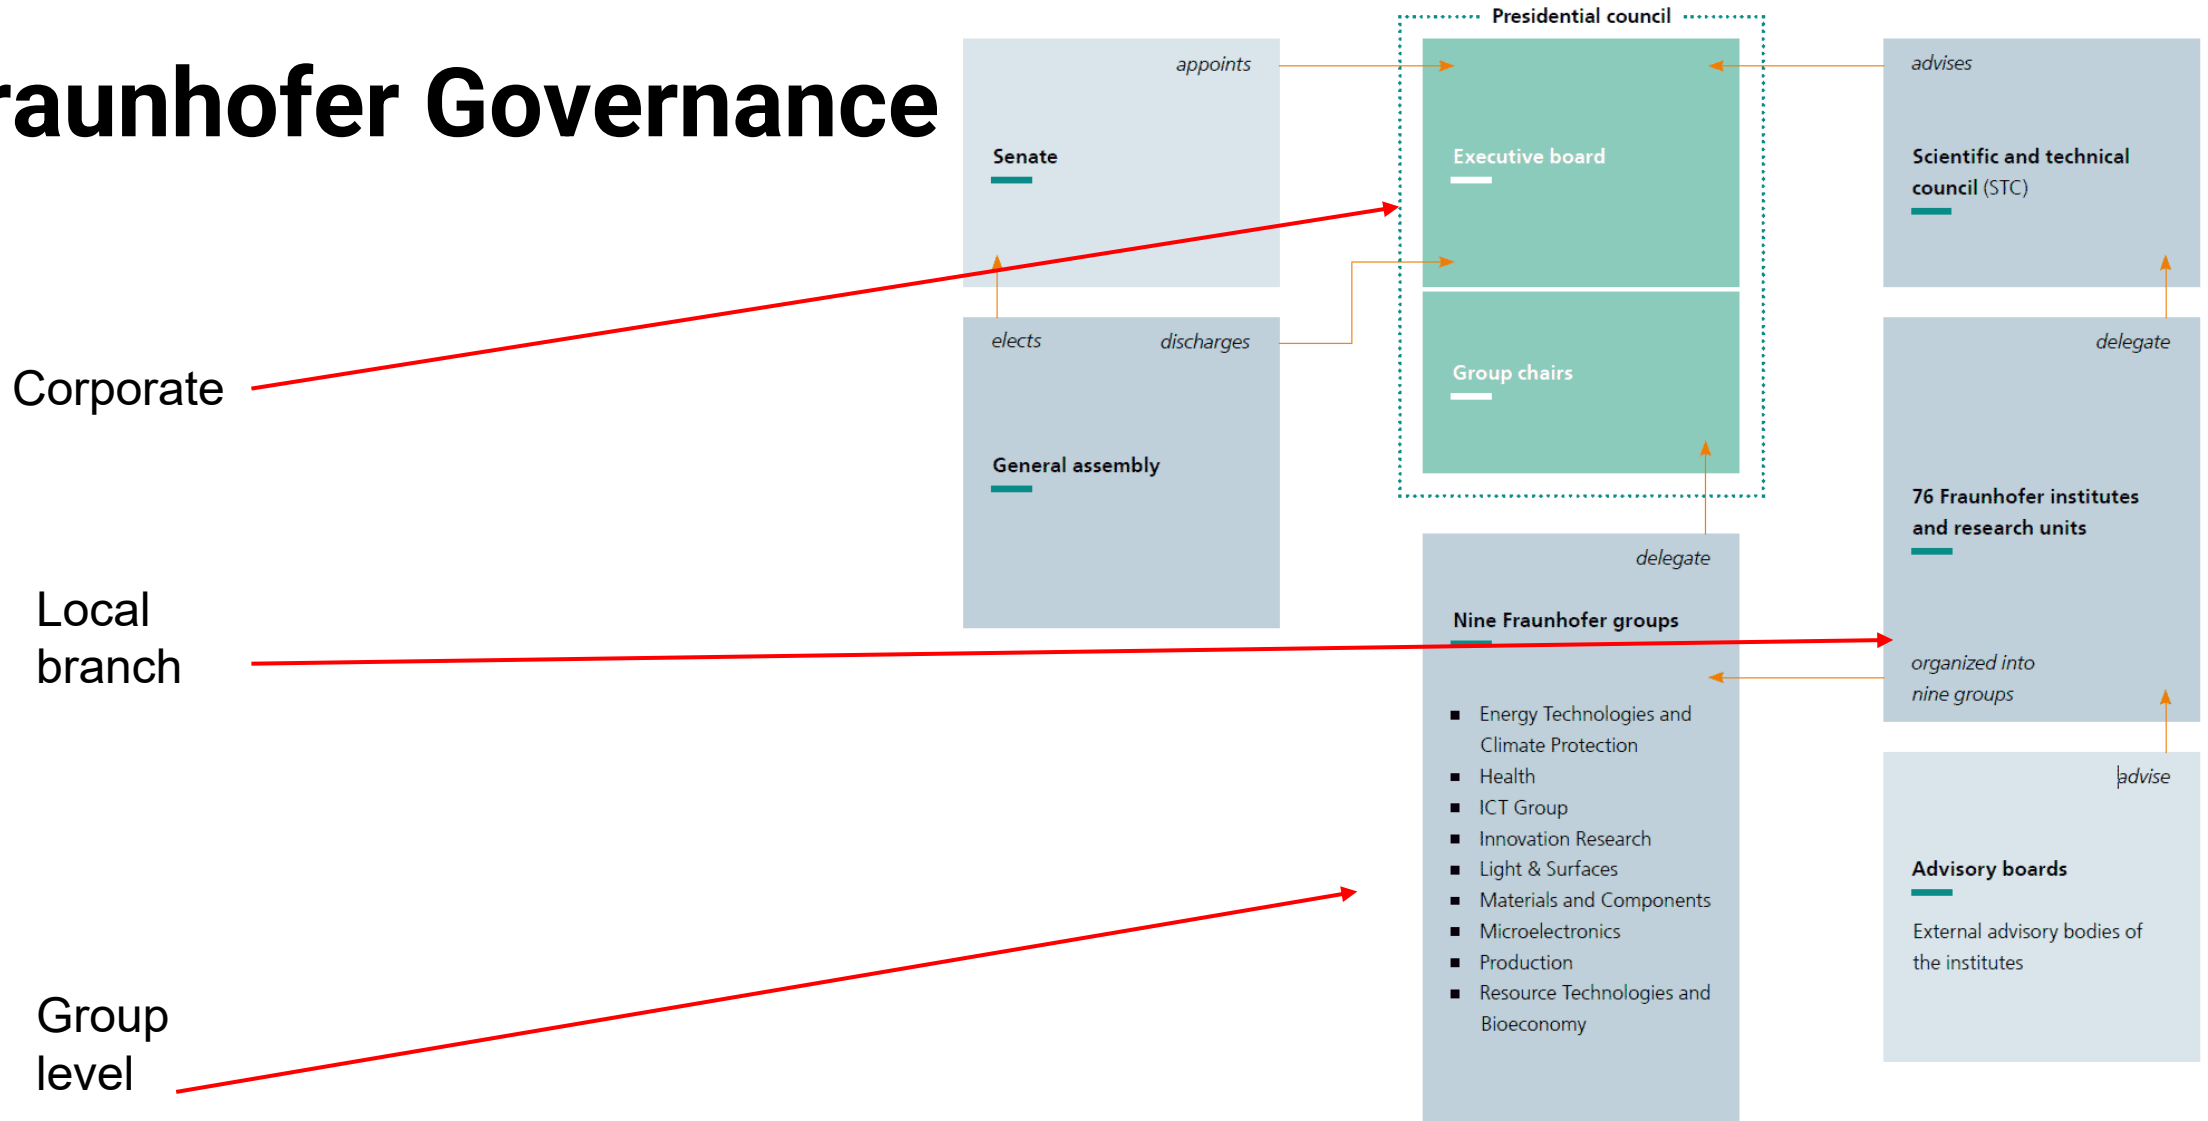 raunhofer Governance
Corporate
Local
branch
Group
level
appoints
Senate
elects
discharges
General assembly
Presidential council
Executive board
Group chairs
delegate
Nine Fraunhofer groups
Energy Technologies and
Climate Protection
Health
ICT Group
Innovation Research
Light & Surfaces
Materials and Components
Microelectronics
Production
Resource Technologies and
Bioeconomy
advises
Scientific and technical
council (STC)
delegate
76 Fraunhofer institutes
and research units
organized into
nine groups
advise
Advisory boards
External advisory bodies of
the institutes